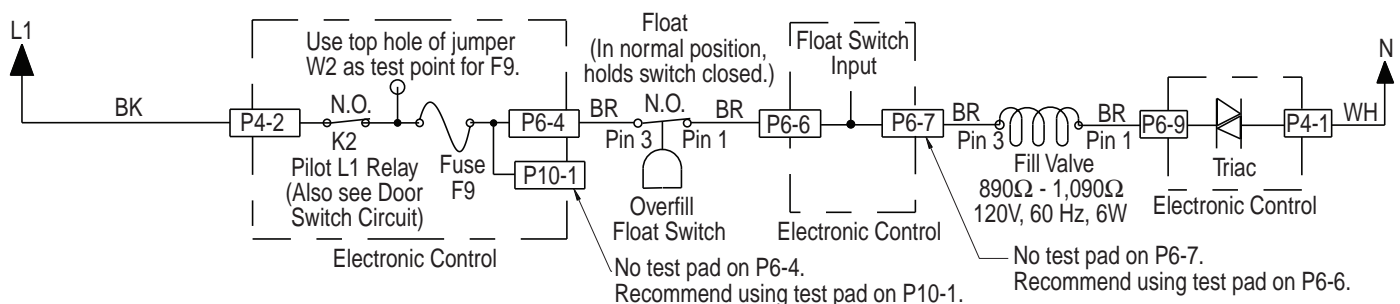 L1
BK
Use top hole of jumper
W2 as test point for F9.
P4-2
N.O.
K2
Pilot L1 Relay
(Also see Door
Switch Circuit)
Fuse
F9
P6-4
P10-1
Electronic Control
BR
Pin 3
Float
(In normal position,
holds switch closed.)
N.O.
BR
Pin 1
Overfill
Float Switch
No test pad on P6-4.
Recommend using test pad on P10-1.
Float Switch
Input
P6-6
P6-7
Electronic Control
BR
Pin 3
Fill Valve
890Ω - 1,090Ω
120V, 60 Hz, 6W
BR
Pin 1
No test pad on P6-7.
Recommend using test pad on P6-6.
P6-9
Triac
P4-1
Electronic Control
WH
N